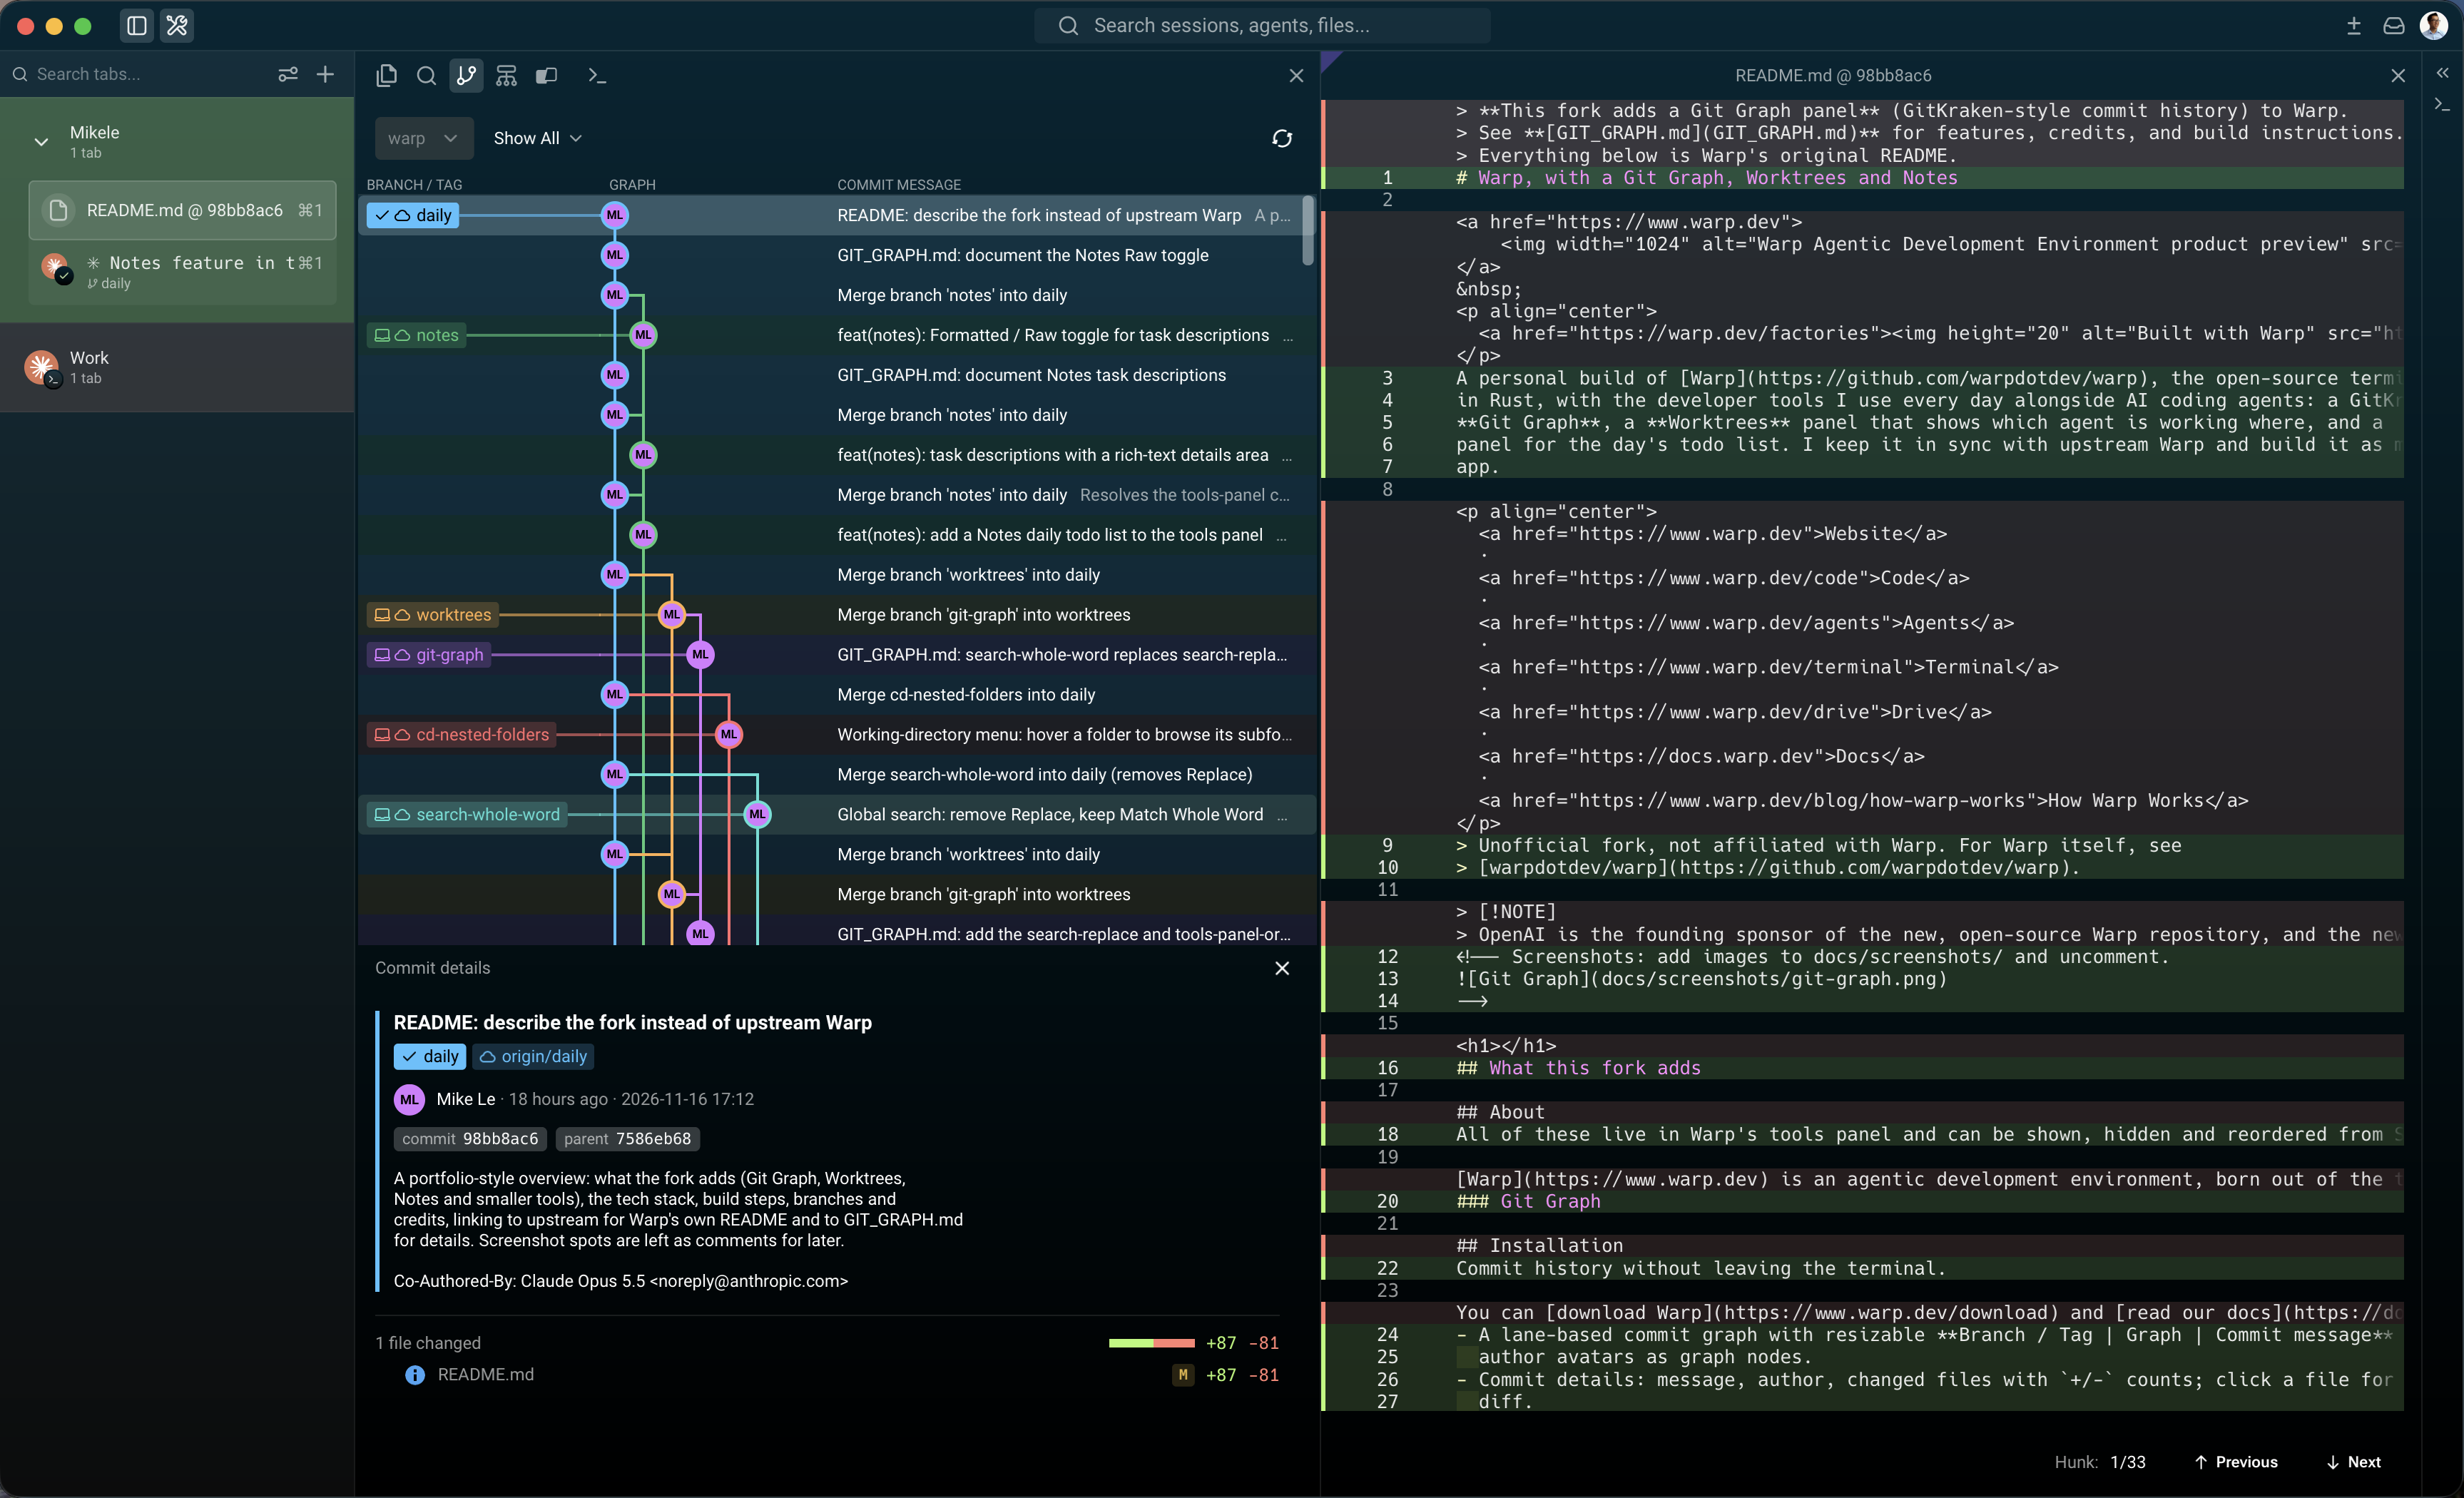 Search sessions, agents, files...
Search tabs...
Mikele
1 tab
README.md @ 98bb8ac6 ⌘1
✳ Notes feature in t⌘1
daily
Work
1 tab
warp
Show All
BRANCH / TAG GRAPH COMMIT MESSAGE
daily ML README: describe the fork instead of upstream Warp A p...
ML GIT_GRAPH.md: document the Notes Raw toggle
ML Merge branch 'notes' into daily
notes ML feat(notes): Formatted / Raw toggle for task descriptions ...
ML GIT_GRAPH.md: document Notes task descriptions
ML Merge branch 'notes' into daily
ML feat(notes): task descriptions with a rich-text details area ...
ML Merge branch 'notes' into daily Resolves the tools-panel c...
ML feat(notes): add a Notes daily todo list to the tools panel ...
ML Merge branch 'worktrees' into daily
worktrees ML Merge branch 'git-graph' into worktrees
git-graph ML GIT_GRAPH.md: search-whole-word replaces search-repla...
ML Merge cd-nested-folders into daily
cd-nested-folders ML Working-directory menu: hover a folder to browse its subfo...
ML Merge search-whole-word into daily (removes Replace)
search-whole-word ML Global search: remove Replace, keep Match Whole Word ...
ML Merge branch 'worktrees' into daily
ML Merge branch 'git-graph' into worktrees
ML GIT_GRAPH.md: add the search-replace and tools-panel-or...
Commit details
README: describe the fork instead of upstream Warp
daily origin/daily
ML Mike Le · 18 hours ago · 2026-11-16 17:12
commit 98bb8ac6 parent 7586eb68
A portfolio-style overview: what the fork adds (Git Graph, Worktrees,
Notes and smaller tools), the tech stack, build steps, branches and
credits, linking to upstream for Warp's own README and to GIT_GRAPH.md
for details. Screenshot spots are left as comments for later.
Co-Authored-By: Claude Opus 5.5 <noreply@anthropic.com>
1 file changed +87 -81
README.md M +87 -81
README.md @ 98bb8ac6
> **This fork adds a Git Graph panel** (GitKraken-style commit history) to Warp.
> See **[GIT_GRAPH.md](GIT_GRAPH.md)** for features, credits, and build instructions.
> Everything below is Warp's original README.
1 # Warp, with a Git Graph, Worktrees and Notes
2
<a href="https://www.warp.dev">
<img width="1024" alt="Warp Agentic Development Environment product preview" src=
</a>
&nbsp;
<p align="center">
<a href="https://warp.dev/factories"><img height="20" alt="Built with Warp" src="ht
</p>
3 A personal build of [Warp](https://github.com/warpdotdev/warp), the open-source termi
4 in Rust, with the developer tools I use every day alongside AI coding agents: a GitKr
5 **Git Graph**, a **Worktrees** panel that shows which agent is working where, and a
6 panel for the day's todo list. I keep it in sync with upstream Warp and build it as m
7 app.
8
<p align="center">
<a href="https://www.warp.dev">Website</a>
·
<a href="https://www.warp.dev/code">Code</a>
·
<a href="https://www.warp.dev/agents">Agents</a>
·
<a href="https://www.warp.dev/terminal">Terminal</a>
·
<a href="https://www.warp.dev/drive">Drive</a>
·
<a href="https://docs.warp.dev">Docs</a>
·
<a href="https://www.warp.dev/blog/how-warp-works">How Warp Works</a>
</p>
9 > Unofficial fork, not affiliated with Warp. For Warp itself, see
10 > [warpdotdev/warp](https://github.com/warpdotdev/warp).
11
> [!NOTE]
> OpenAI is the founding sponsor of the new, open-source Warp repository, and the new
12 <!-- Screenshots: add images to docs/screenshots/ and uncomment.
13 ![Git Graph](docs/screenshots/git-graph.png)
14 -->
15
<h1></h1>
16 ## What this fork adds
17
## About
18 All of these live in Warp's tools panel and can be shown, hidden and reordered from S
19
[Warp](https://www.warp.dev) is an agentic development environment, born out of the t
20 ### Git Graph
21
## Installation
22 Commit history without leaving the terminal.
23
You can [download Warp](https://www.warp.dev/download) and [read our docs](https://do
24 - A lane-based commit graph with resizable **Branch / Tag | Graph | Commit message**
25 author avatars as graph nodes.
26 - Commit details: message, author, changed files with `+/-` counts; click a file for
27 diff.
Hunk: 1/33 ↑ Previous ↓ Next